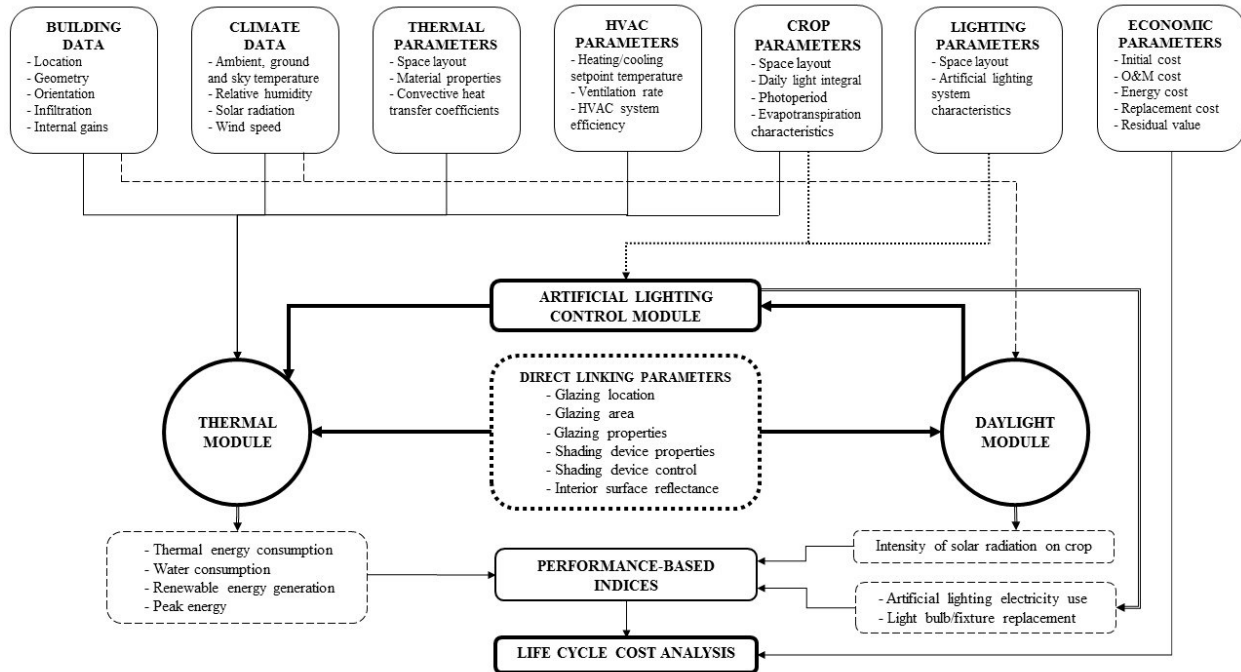 BUILDING
DATA
- Location
- Geometry
- Orientation
- Infiltration
- Internal gains
CLIMATE
DATA
- Ambient, ground
and sky temperature
- Relative humidity
- Solar radiation
- Wind speed
THERMAL
PARAMETERS
- Space layout
- Material properties
- Convective heat
transfer coefficients
HVAC
PARAMETERS
- Heating/cooling
setpoint temperature
- Ventilation rate
- HVAC system
efficiency
CROP
PARAMETERS
- Space layout
- Daily light integral
- Photoperiod
- Evapotranspiration
characteristics
LIGHTING
PARAMETERS
- Space layout
- Artificial lighting
system
characteristics
ECONOMIC
PARAMETERS
- Initial cost
- O&M cost
- Energy cost
- Replacement cost
- Residual value
ARTIFICIAL LIGHTING
CONTROL MODULE
THERMAL
MODULE
DIRECT LINKING PARAMETERS
- Glazing location
- Glazing area
- Glazing properties
- Shading device properties
- Shading device control
- Interior surface reflectance
DAYLIGHT
MODULE
- Thermal energy consumption
- Water consumption
- Renewable energy generation
- Peak energy
PERFORMANCE-BASED
INDICES
Intensity of solar radiation on crop
- Artificial lighting electricity use
- Light bulb/fixture replacement
LIFE CYCLE COST ANALYSIS